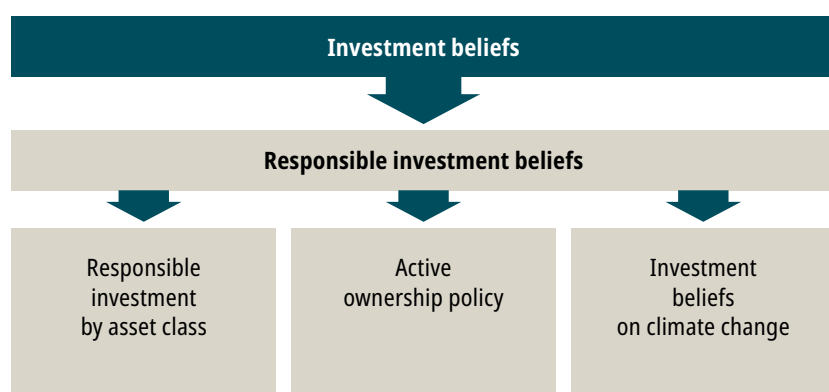 Investment beliefs
Responsible investment beliefs
Responsible
investment
by asset class
Active
ownership policy
Investment
beliefs
on climate change